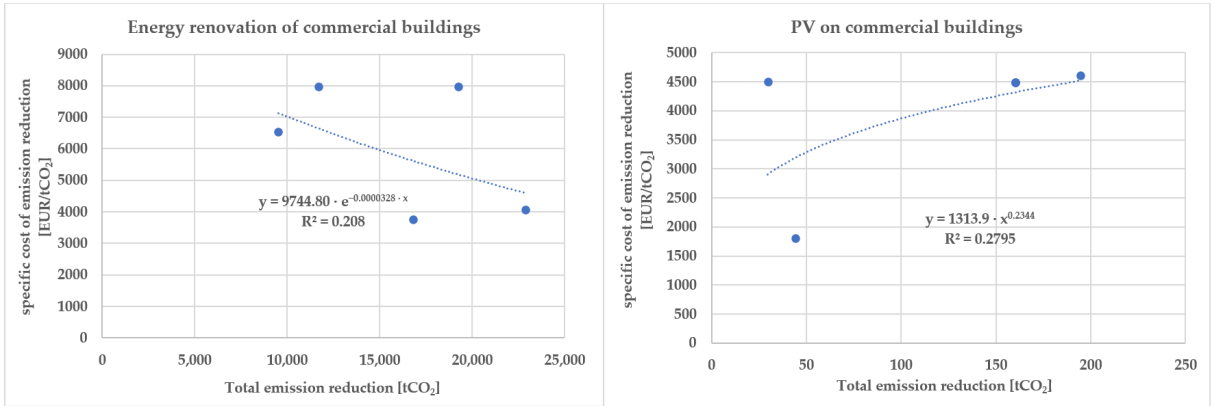 Energy renovation of commercial buildings
specific cost of emission reduction
[EUR/tCO₂]
9000
8000
7000
6000
5000
4000
3000
2000
1000
0
y = 9744.80 · e^−0.0000328 · x
R² = 0.208
0 5,000 10,000 15,000 20,000 25,000
Total emission reduction [tCO₂]
PV on commercial buildings
specific cost of emission reduction
[EUR/tCO₂]
5000
4500
4000
3500
3000
2500
2000
1500
1000
500
0
y = 1313.9 · x^0.2344
R² = 0.2795
0 50 100 150 200 250
Total emission reduction [tCO₂]